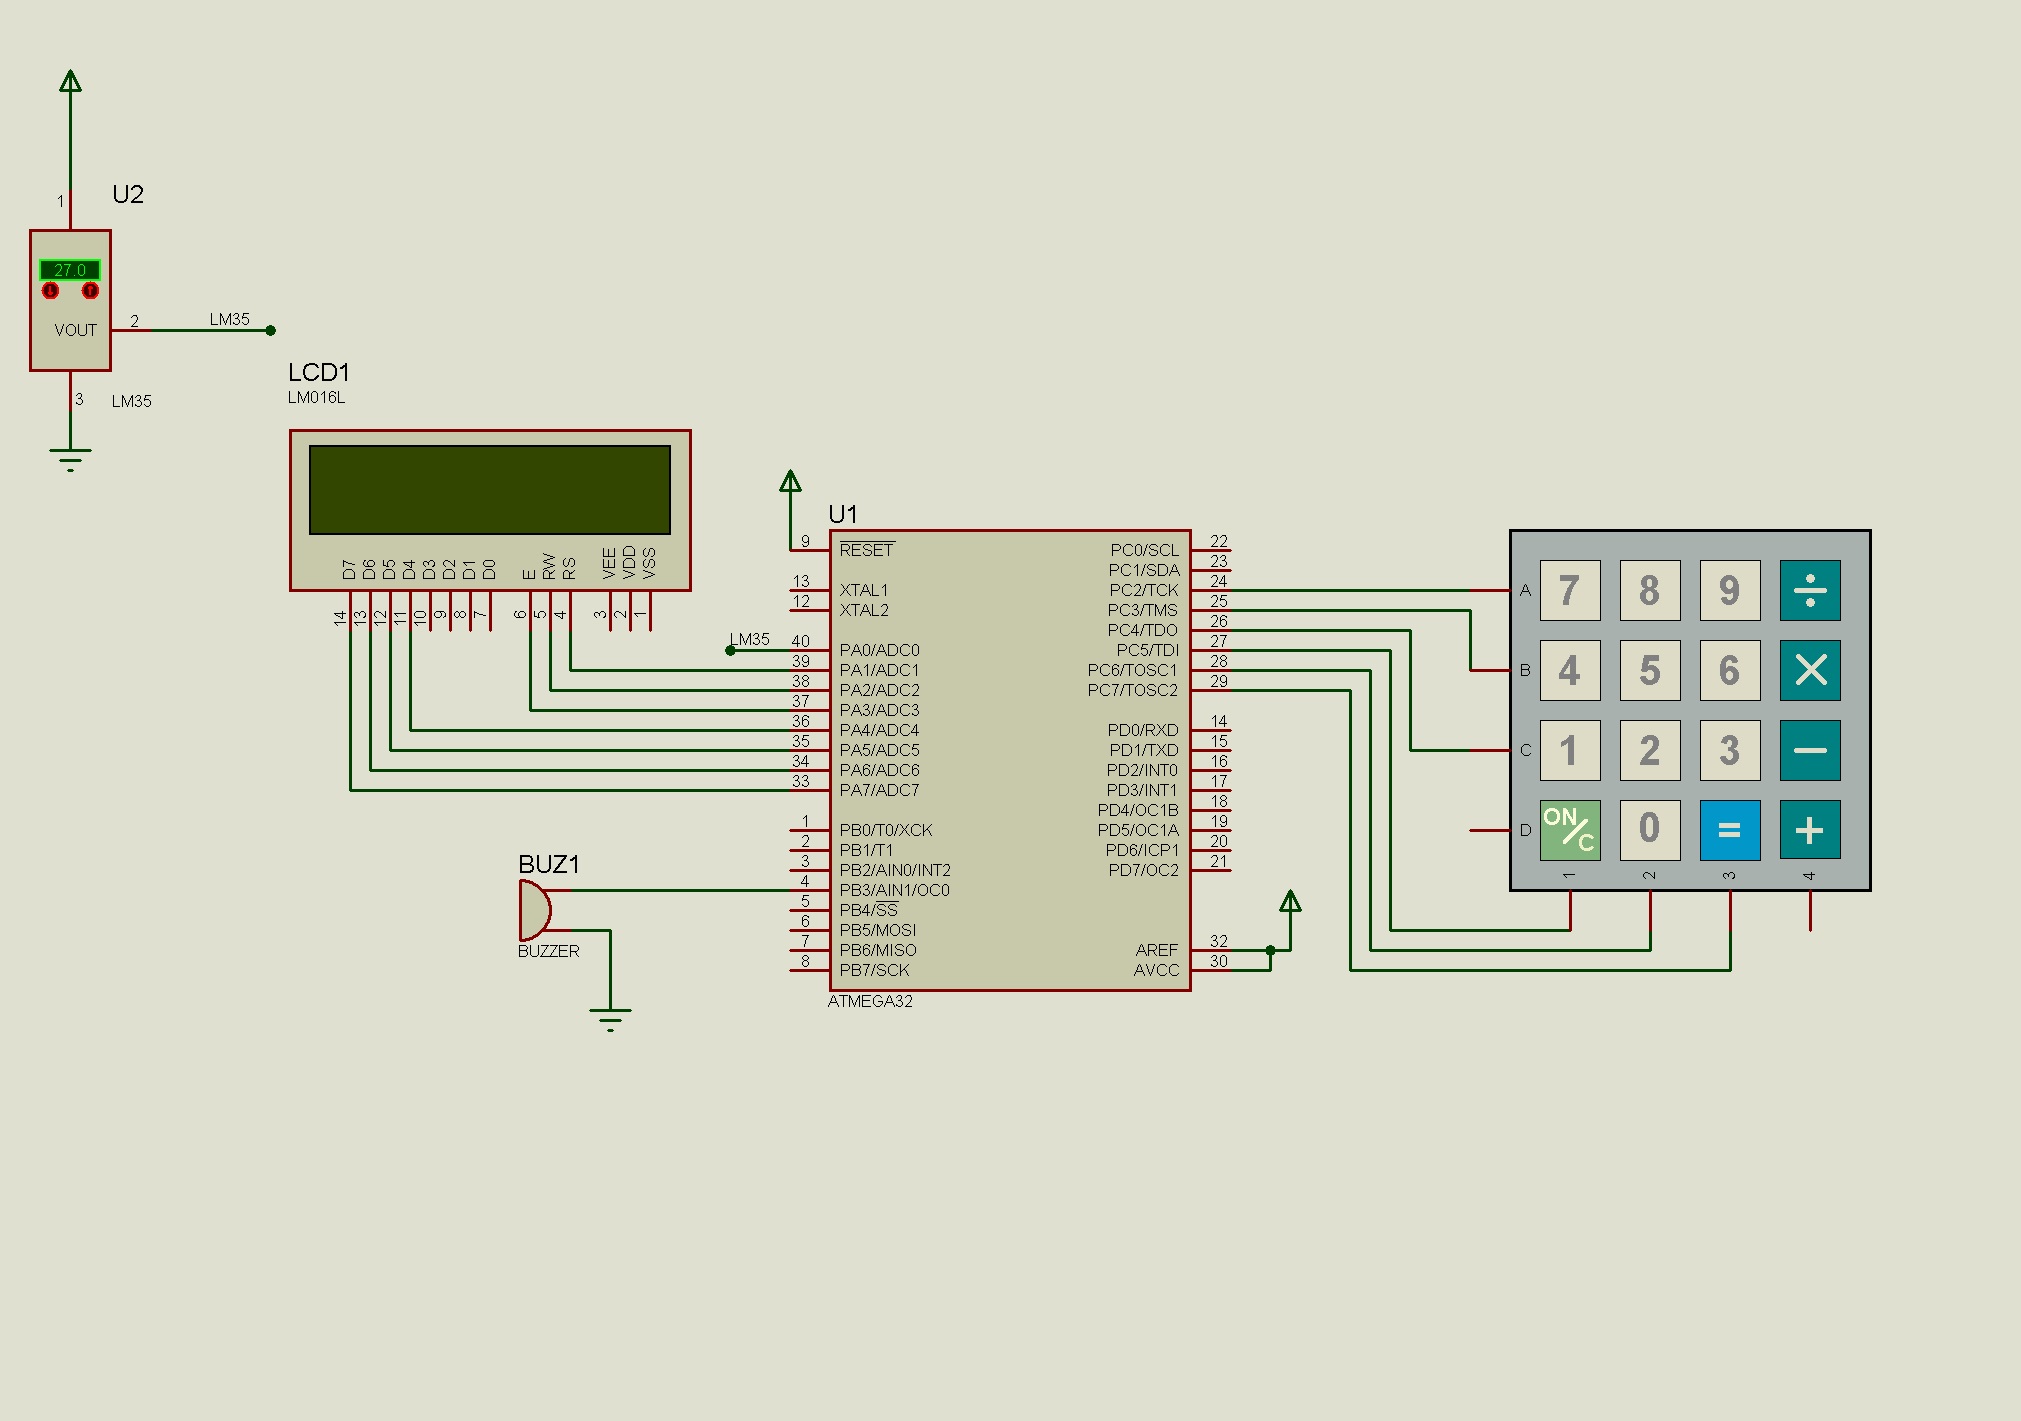 U2
1
27.0
VOUT
2
LM35
3
LM35
LCD1
LM016L
D7 D6 D5 D4 D3 D2 D1 D0 E RW RS VEE VDD VSS
14 13 12 11 10 9 8 7 6 5 4 3 2 1
U1
9 RESET
13 XTAL1
12 XTAL2
LM35
40 PA0/ADC0
39 PA1/ADC1
38 PA2/ADC2
37 PA3/ADC3
36 PA4/ADC4
35 PA5/ADC5
34 PA6/ADC6
33 PA7/ADC7
1 PB0/T0/XCK
2 PB1/T1
3 PB2/AIN0/INT2
4 PB3/AIN1/OC0
5 PB4/SS
6 PB5/MOSI
7 PB6/MISO
8 PB7/SCK
PC0/SCL 22
PC1/SDA 23
PC2/TCK 24
PC3/TMS 25
PC4/TDO 26
PC5/TDI 27
PC6/TOSC1 28
PC7/TOSC2 29
PD0/RXD 14
PD1/TXD 15
PD2/INT0 16
PD3/INT1 17
PD4/OC1B 18
PD5/OC1A 19
PD6/ICP1 20
PD7/OC2 21
AREF 32
AVCC 30
ATMEGA32
BUZ1
BUZZER
A 7 8 9 ÷
B 4 5 6 ×
C 1 2 3 −
D ON/C 0 = +
1 2 3 4